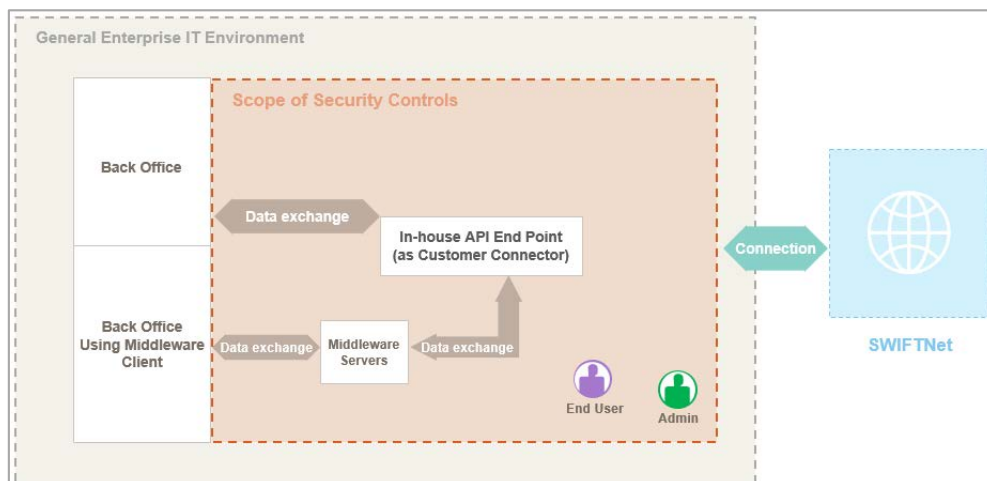 General Enterprise IT Environment
Scope of Security Controls
Back Office
Data exchange
In-house API End Point
(as Customer Connector)
Connection
Back Office
Using Middleware
Client
Data exchange
Middleware
Servers
Data exchange
SWIFTNet
End User
Admin